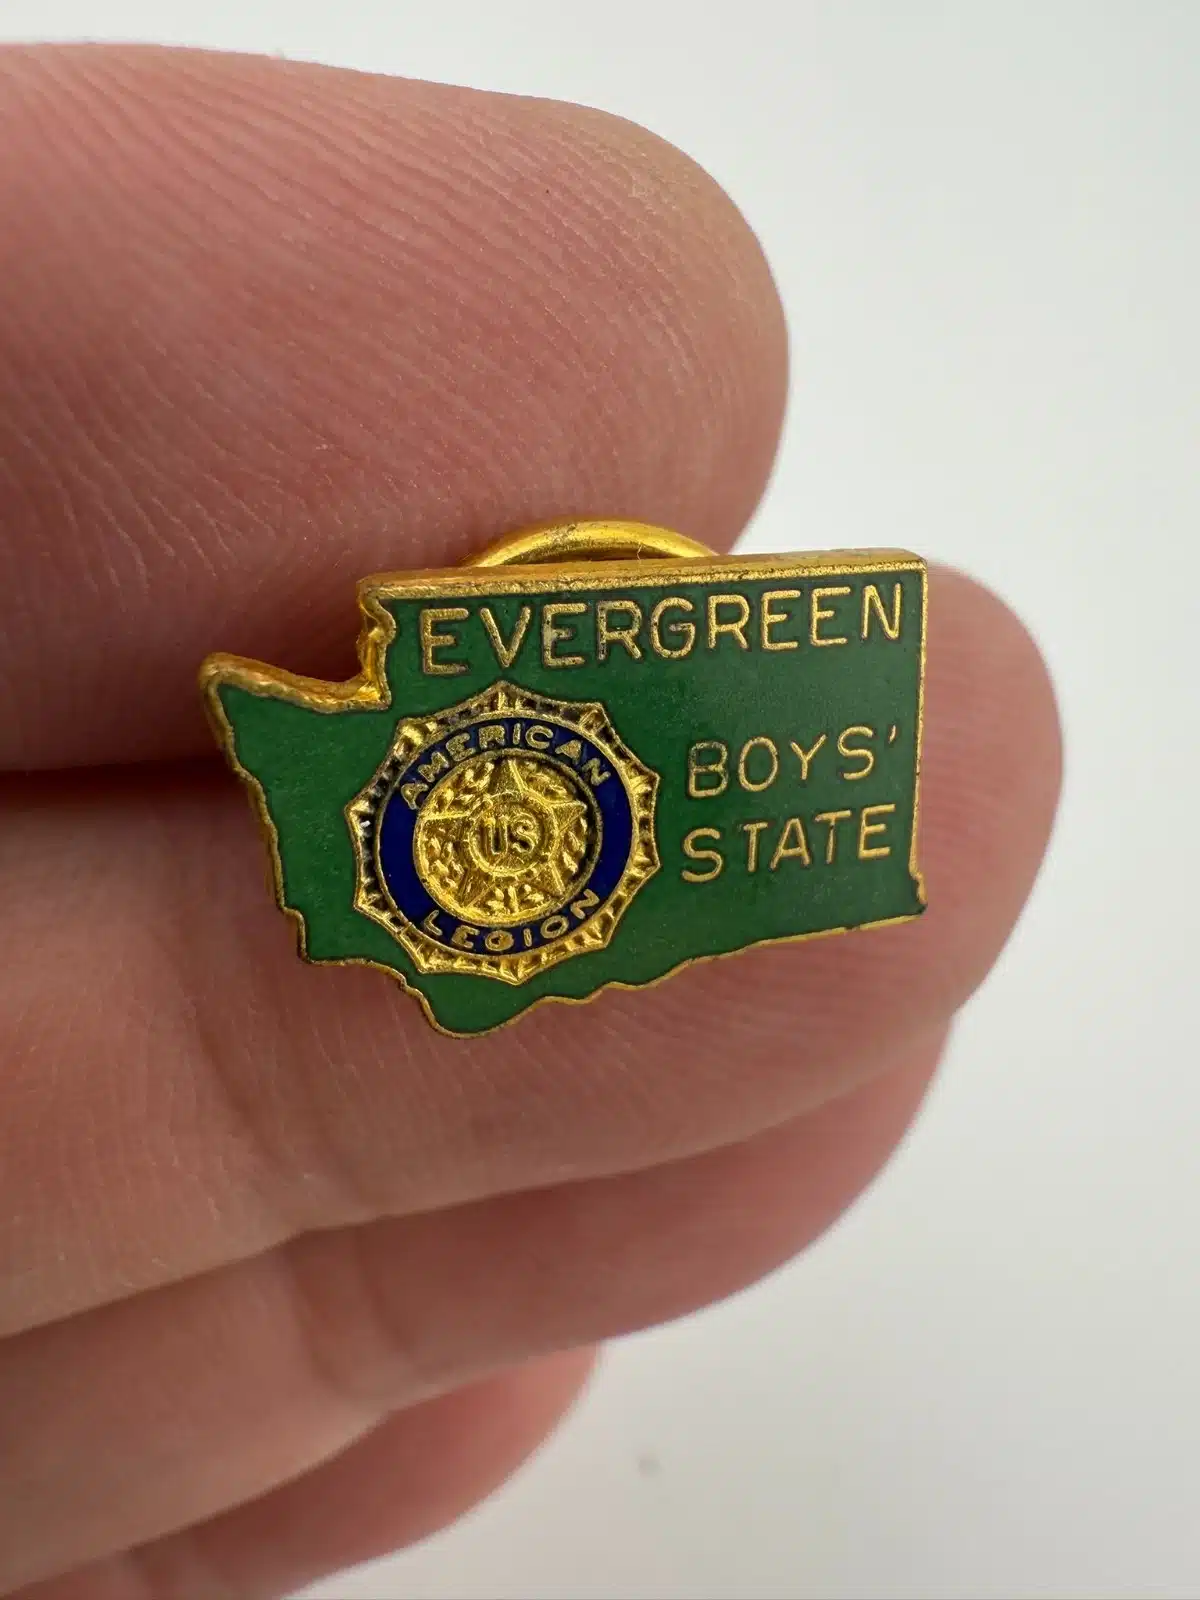 EVERGREEN
BOYS'
STATE
AMERICAN
US
LEGION